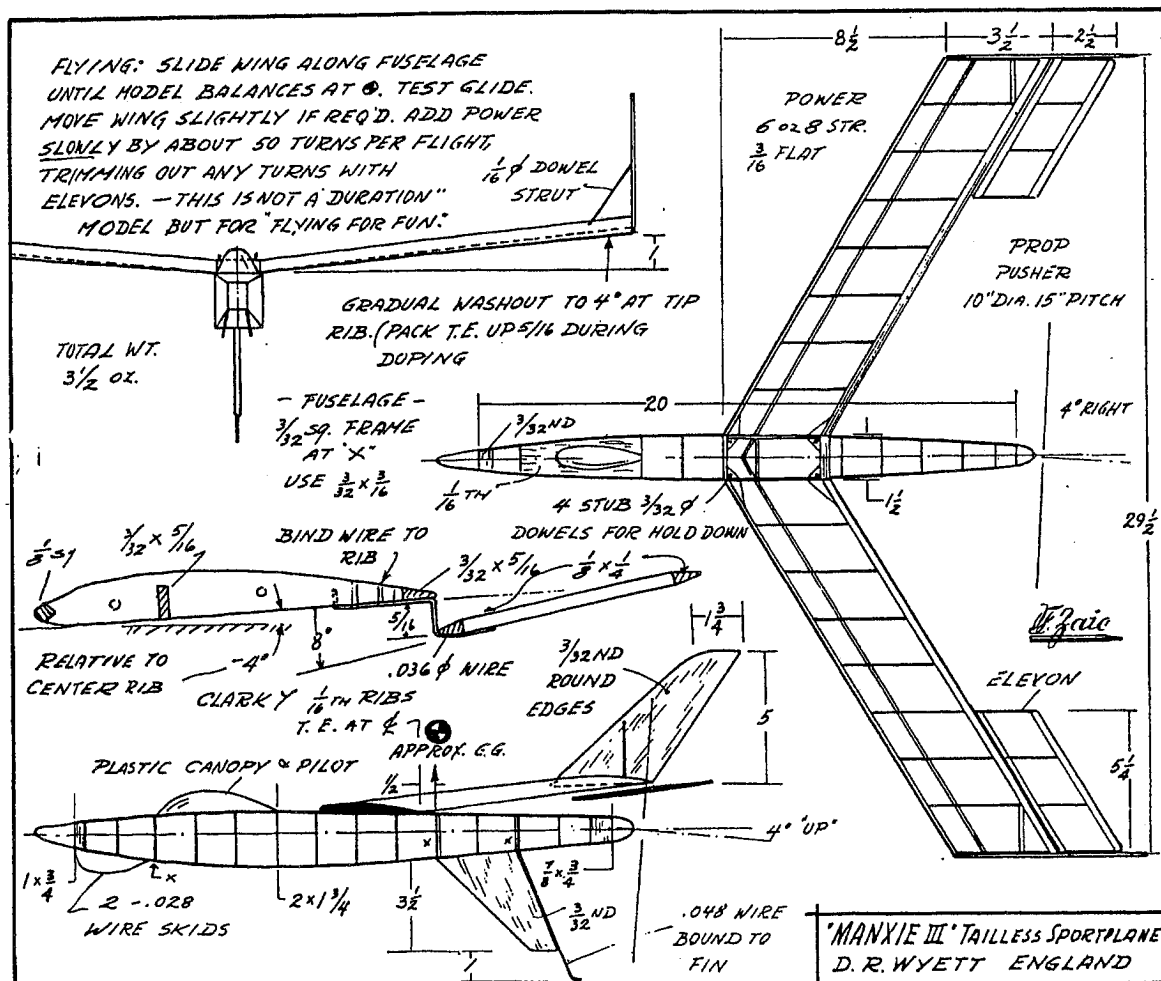 FLYING: SLIDE WING ALONG FUSELAGE
UNTIL MODEL BALANCES AT . TEST GLIDE.
MOVE WING SLIGHTLY IF REQ'D. ADD POWER
SLOWLY BY ABOUT 50 TURNS PER FLIGHT,
TRIMMING OUT ANY TURNS WITH
ELEVONS. — THIS IS NOT A "DURATION"
MODEL BUT FOR "FLYING FOR FUN."
1/16 ∅ DOWEL
STRUT
1
GRADUAL WASHOUT TO 4° AT TIP
RIB. (PACK T.E. UP 5/16 DURING
DOPING
TOTAL WT.
3 1/2 OZ.
8 1/2
3 1/2
2 1/2
POWER
6 OR 8 STR.
3/16 FLAT
PROP
PUSHER
10" DIA. 15" PITCH
4° RIGHT
29 1/2
20
1 1/2
- FUSELAGE -
3/32 SQ. FRAME
AT "X"
USE 3/32 x 3/16
3/32 ND
1/16 TH
4 STUB 3/32 ∅
DOWELS FOR HOLD DOWN
1/8 SQ
3/32 x 5/16
BIND WIRE TO
RIB
3/32 x 5/16
1/8 x 1/4
5/16
8°
-4°
RELATIVE TO
CENTER RIB
.036 ∅ WIRE
CLARK Y 1/16 TH RIBS
T.E. AT ℄
F. Zaic
ELEVON
5 1/4
1 3/4
3/32 ND
ROUND
EDGES
5
APPROX. C.G.
1/2
PLASTIC CANOPY & PILOT
4° "UP"
1 x 3/4
x
x
x
7/8 x 3/4
2 - .028
WIRE SKIDS
2 x 1 3/4
3 1/2
3/32 ND
1
.048 WIRE
BOUND TO
FIN
"MANXIE III" TAILLESS SPORTPLANE
D. R. WYETT ENGLAND